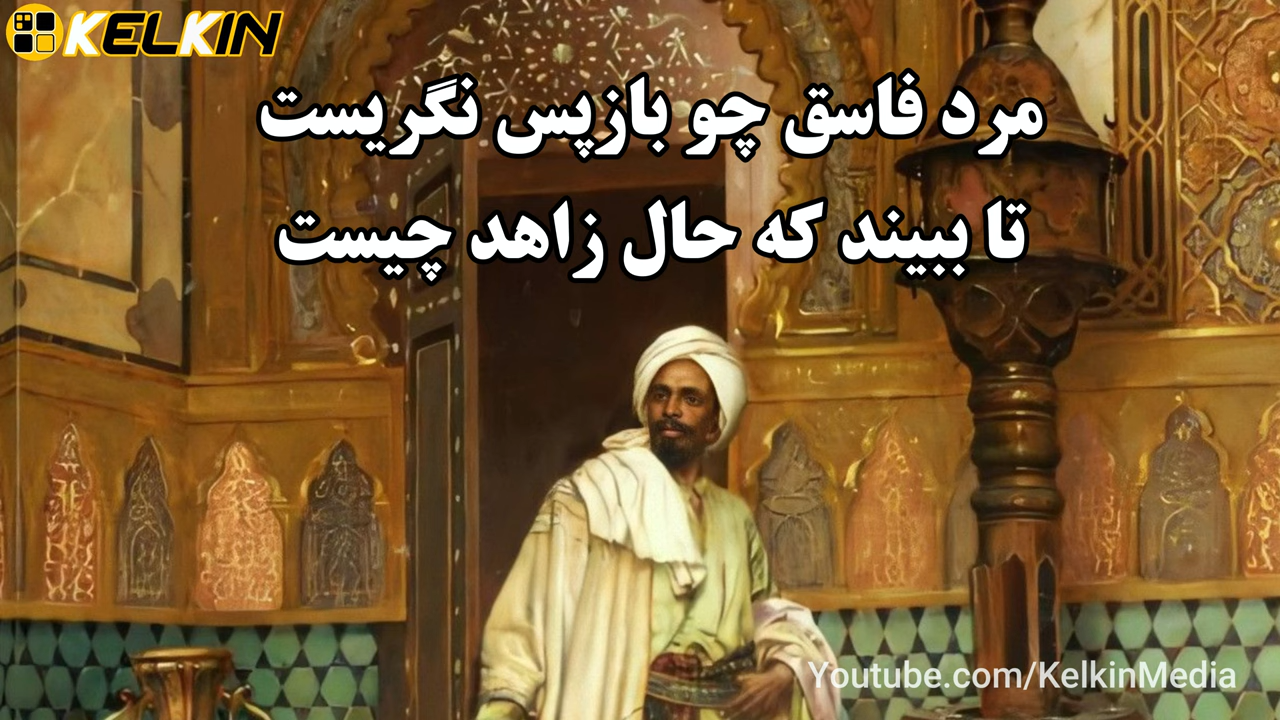 KELKIN
مرد فاسق چو بازپس نگریست
تا ببیند که حال زاهد چیست
Youtube.com/KelkinMedia